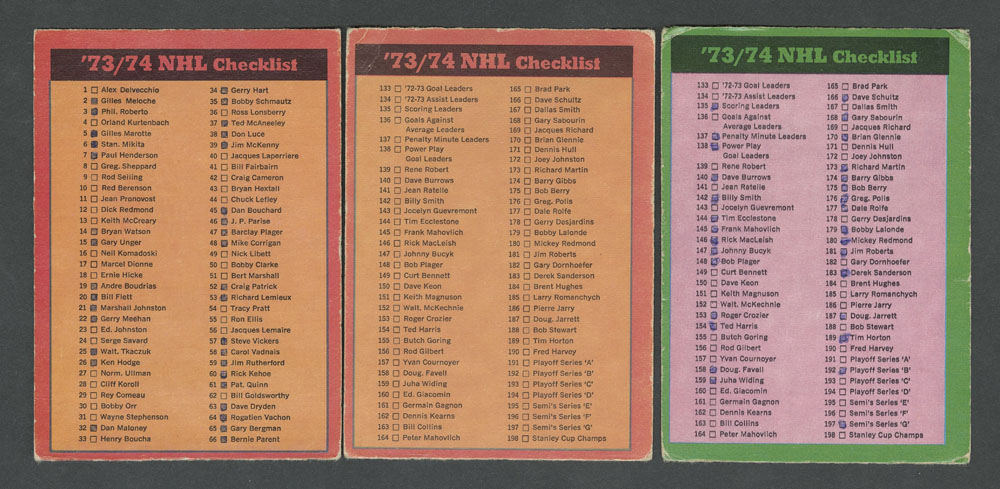 '73/74 NHL Checklist
1 Alex Delvecchio
2 Gilles Meloche
3 Phil. Roberto
4 Orland Kurtenbach
5 Gilles Marotte
6 Stan. Mikita
7 Paul Henderson
8 Greg. Sheppard
9 Rod Seiling
10 Red Berenson
11 Jean Pronovost
12 Dick Redmond
13 Keith McCreary
14 Bryan Watson
15 Gary Unger
16 Neil Komadoski
17 Marcel Dionne
18 Ernie Hicke
19 Andre Boudrias
20 Bill Flett
21 Marshall Johnston
22 Gerry Meehan
23 Ed. Johnston
24 Serge Savard
25 Walt. Tkaczuk
26 Ken Hodge
27 Norm. Ullman
28 Cliff Koroll
29 Rey Comeau
30 Bobby Orr
31 Wayne Stephenson
32 Dan Maloney
33 Henry Boucha
34 Gerry Hart
35 Bobby Schmautz
36 Ross Lonsberry
37 Ted McAneeley
38 Don Luce
39 Jim McKenny
40 Jacques Laperriere
41 Bill Fairbairn
42 Craig Cameron
43 Bryan Hextall
44 Chuck Lefley
45 Dan Bouchard
46 J. P. Parise
47 Barclay Plager
48 Mike Corrigan
49 Nick Libett
50 Bobby Clarke
51 Bert Marshall
52 Craig Patrick
53 Richard Lemieux
54 Tracy Pratt
55 Ron Ellis
56 Jacques Lemaire
57 Steve Vickers
58 Carol Vadnais
59 Jim Rutherford
60 Rick Kehoe
61 Pat. Quinn
62 Bill Goldsworthy
63 Dave Dryden
64 Rogatien Vachon
65 Gary Bergman
66 Bernie Parent
'73/74 NHL Checklist
133 '72-73 Goal Leaders
134 '72-73 Assist Leaders
135 Scoring Leaders
136 Goals Against
Average Leaders
137 Penalty Minute Leaders
138 Power Play
Goal Leaders
139 Rene Robert
140 Dave Burrows
141 Jean Ratelle
142 Billy Smith
143 Jocelyn Guevremont
144 Tim Ecclestone
145 Frank Mahovlich
146 Rick MacLeish
147 Johnny Bucyk
148 Bob Plager
149 Curt Bennett
150 Dave Keon
151 Keith Magnuson
152 Walt. McKechnie
153 Roger Crozier
154 Ted Harris
155 Butch Goring
156 Rod Gilbert
157 Yvan Cournoyer
158 Doug. Favell
159 Juha Widing
160 Ed. Giacomin
161 Germain Gagnon
162 Dennis Kearns
163 Bill Collins
164 Peter Mahovlich
165 Brad Park
166 Dave Schultz
167 Dallas Smith
168 Gary Sabourin
169 Jacques Richard
170 Brian Glennie
171 Dennis Hull
172 Joey Johnston
173 Richard Martin
174 Barry Gibbs
175 Bob Berry
176 Greg. Polis
177 Dale Rolfe
178 Gerry Desjardins
179 Bobby Lalonde
180 Mickey Redmond
181 Jim Roberts
182 Gary Dornhoefer
183 Derek Sanderson
184 Brent Hughes
185 Larry Romanchych
186 Pierre Jarry
187 Doug. Jarrett
188 Bob Stewart
189 Tim Horton
190 Fred Harvey
191 Playoff Series 'A'
192 Playoff Series 'B'
193 Playoff Series 'C'
194 Playoff Series 'D'
195 Semi's Series 'E'
196 Semi's Series 'F'
197 Semi's Series 'G'
198 Stanley Cup Champs
'73/74 NHL Checklist
133 '72-73 Goal Leaders
134 '72-73 Assist Leaders
135 Scoring Leaders
136 Goals Against
Average Leaders
137 Penalty Minute Leaders
138 Power Play
Goal Leaders
139 Rene Robert
140 Dave Burrows
141 Jean Ratelle
142 Billy Smith
143 Jocelyn Guevremont
144 Tim Ecclestone
145 Frank Mahovlich
146 Rick MacLeish
147 Johnny Bucyk
148 Bob Plager
149 Curt Bennett
150 Dave Keon
151 Keith Magnuson
152 Walt. McKechnie
153 Roger Crozier
154 Ted Harris
155 Butch Goring
156 Rod Gilbert
157 Yvan Cournoyer
158 Doug. Favell
159 Juha Widing
160 Ed. Giacomin
161 Germain Gagnon
162 Dennis Kearns
163 Bill Collins
164 Peter Mahovlich
165 Brad Park
166 Dave Schultz
167 Dallas Smith
168 Gary Sabourin
169 Jacques Richard
170 Brian Glennie
171 Dennis Hull
172 Joey Johnston
173 Richard Martin
174 Barry Gibbs
175 Bob Berry
176 Greg. Polis
177 Dale Rolfe
178 Gerry Desjardins
179 Bobby Lalonde
180 Mickey Redmond
181 Jim Roberts
182 Gary Dornhoefer
183 Derek Sanderson
184 Brent Hughes
185 Larry Romanchych
186 Pierre Jarry
187 Doug. Jarrett
188 Bob Stewart
189 Tim Horton
190 Fred Harvey
191 Playoff Series 'A'
192 Playoff Series 'B'
193 Playoff Series 'C'
194 Playoff Series 'D'
195 Semi's Series 'E'
196 Semi's Series 'F'
197 Semi's Series 'G'
198 Stanley Cup Champs